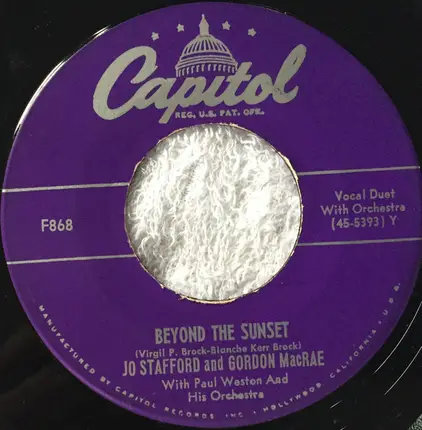 Capitol
REG. U.S. PAT. OFF.
F868
Vocal Duet
With Orchestra
(45-5393) Y
BEYOND THE SUNSET
(Virgil P. Brock-Blanche Kerr Brock)
JO STAFFORD and GORDON MacRAE
With Paul Weston And
His Orchestra
MANUFACTURED BY CAPITOL RECORDS INC • HOLLYWOOD, CALIFORNIA • U.S.A.